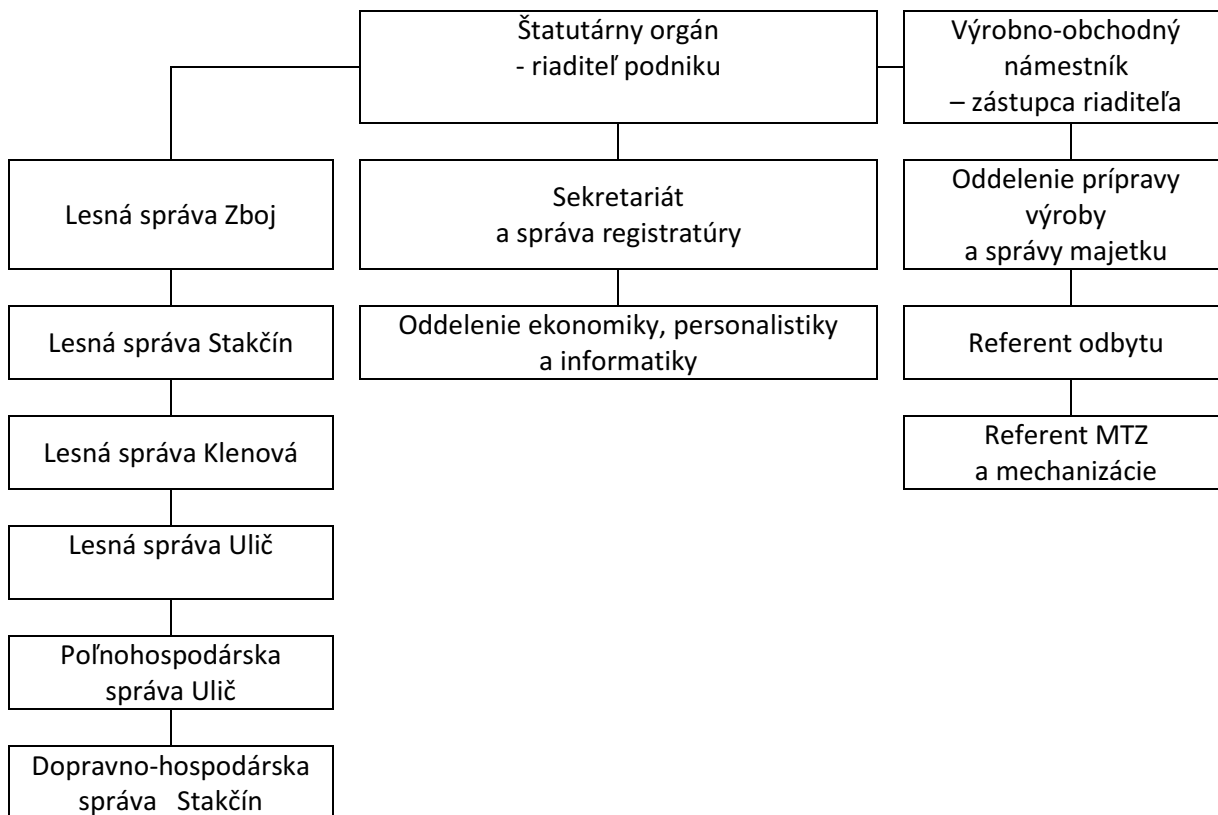 Štatutárny orgán
- riaditeľ podniku
Výrobno-obchodný
námestník
– zástupca riaditeľa
Lesná správa Zboj
Sekretariát
a správa registratúry
Oddelenie prípravy
výroby
a správy majetku
Lesná správa Stakčín
Oddelenie ekonomiky, personalistiky
a informatiky
Referent odbytu
Lesná správa Klenová
Referent MTZ
a mechanizácie
Lesná správa Ulič
Poľnohospodárska
správa Ulič
Dopravno-hospodárska
správa   Stakčín